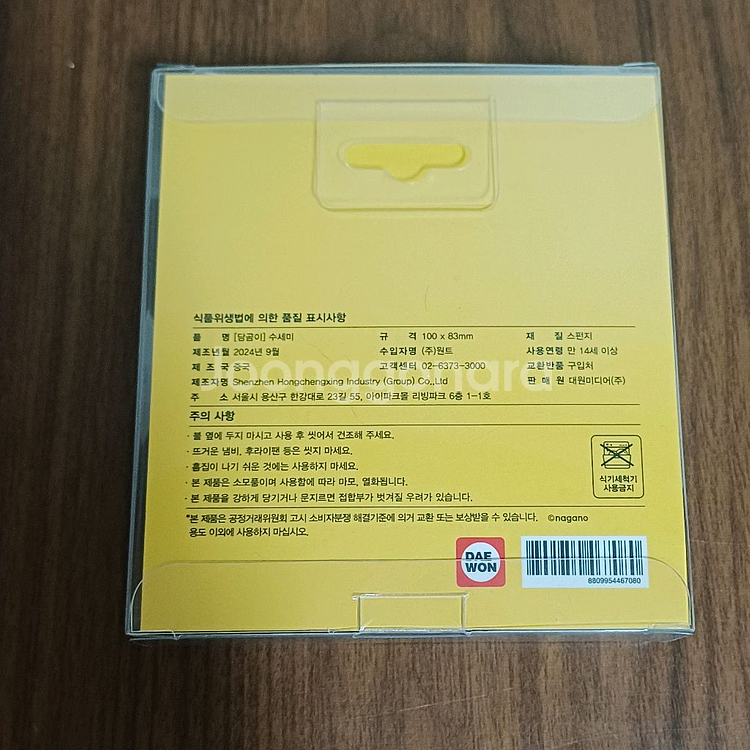 식품위생법에 의한 품질 표시사항
품 명 [담곰이] 수세미 규 격 100 x 83mm 재 질 스펀지
제조년월 2024년 9월 수입자명 (주)원트 사용연령 만 14세 이상
제 조 국 중국 고객센터 02-6373-3000 교환반품 구입처
제조자명 Shenzhen Hongchengxing Industry (Group) Co.,Ltd 판 매 원 대원미디어(주)
주 소 서울시 용산구 한강대로 23길 55, 아이파크몰 리빙파크 6층 1-1호
Joonggonara
주의 사항
· 불 옆에 두지 마시고 사용 후 씻어서 건조해 주세요.
· 뜨거운 냄비, 후라이팬 등은 씻지 마세요.
· 흠집이 나기 쉬운 것에는 사용하지 마세요.
· 본 제품은 소모품이며 사용함에 따라 마모, 열화됩니다.
· 본 제품을 강하게 당기거나 문지르면 접합부가 벗겨질 우려가 있습니다.
식기세척기
사용금지
*본 제품은 공정거래위원회 고시 소비자분쟁 해결기준에 의거 교환 또는 보상받을 수 있습니다. ©nagano
용도 이외에 사용하지 마십시오.
DAE
WON
8809954467080